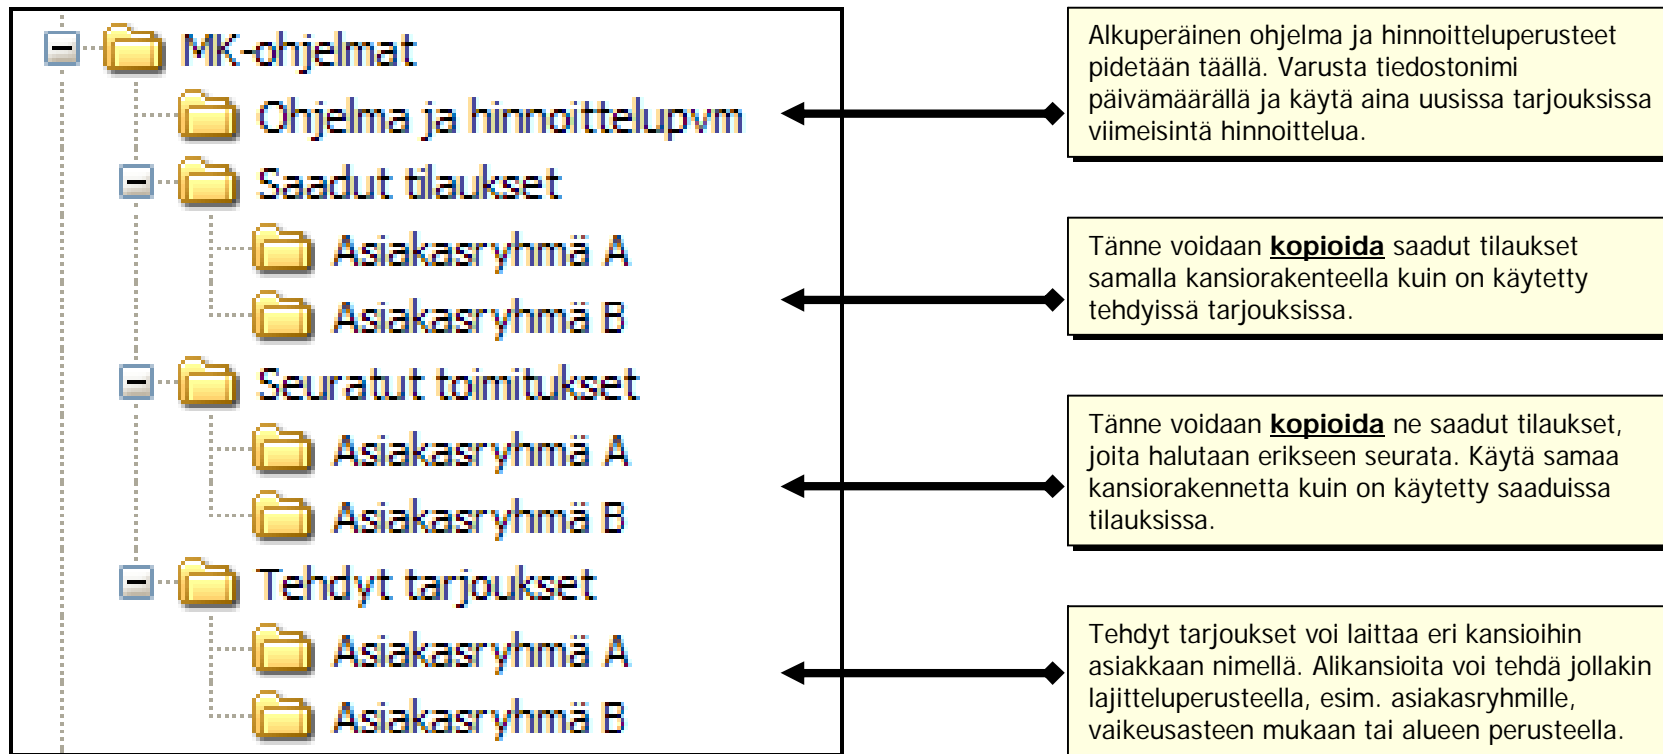 MK-ohjelmat
Ohjelma ja hinnoittelupvm
Saadut tilaukset
Asiakasryhmä A
Asiakasryhmä B
Seuratut toimitukset
Asiakasryhmä A
Asiakasryhmä B
Tehdyt tarjoukset
Asiakasryhmä A
Asiakasryhmä B
Alkuperäinen ohjelma ja hinnoitteluperusteet
pidetään täällä. Varusta tiedostonimi
päivämäärällä ja käytä aina uusissa tarjouksissa
viimeisintä hinnoittelua.
Tänne voidaan kopioida saadut tilaukset
samalla kansiorakenteella kuin on käytetty
tehdyissä tarjouksissa.
Tänne voidaan kopioida ne saadut tilaukset,
joita halutaan erikseen seurata. Käytä samaa
kansiorakennetta kuin on käytetty saaduissa
tilauksissa.
Tehdyt tarjoukset voi laittaa eri kansioihin
asiakkaan nimellä. Alikansioita voi tehdä jollakin
lajitteluperusteella, esim. asiakasryhmille,
vaikeusasteen mukaan tai alueen perusteella.